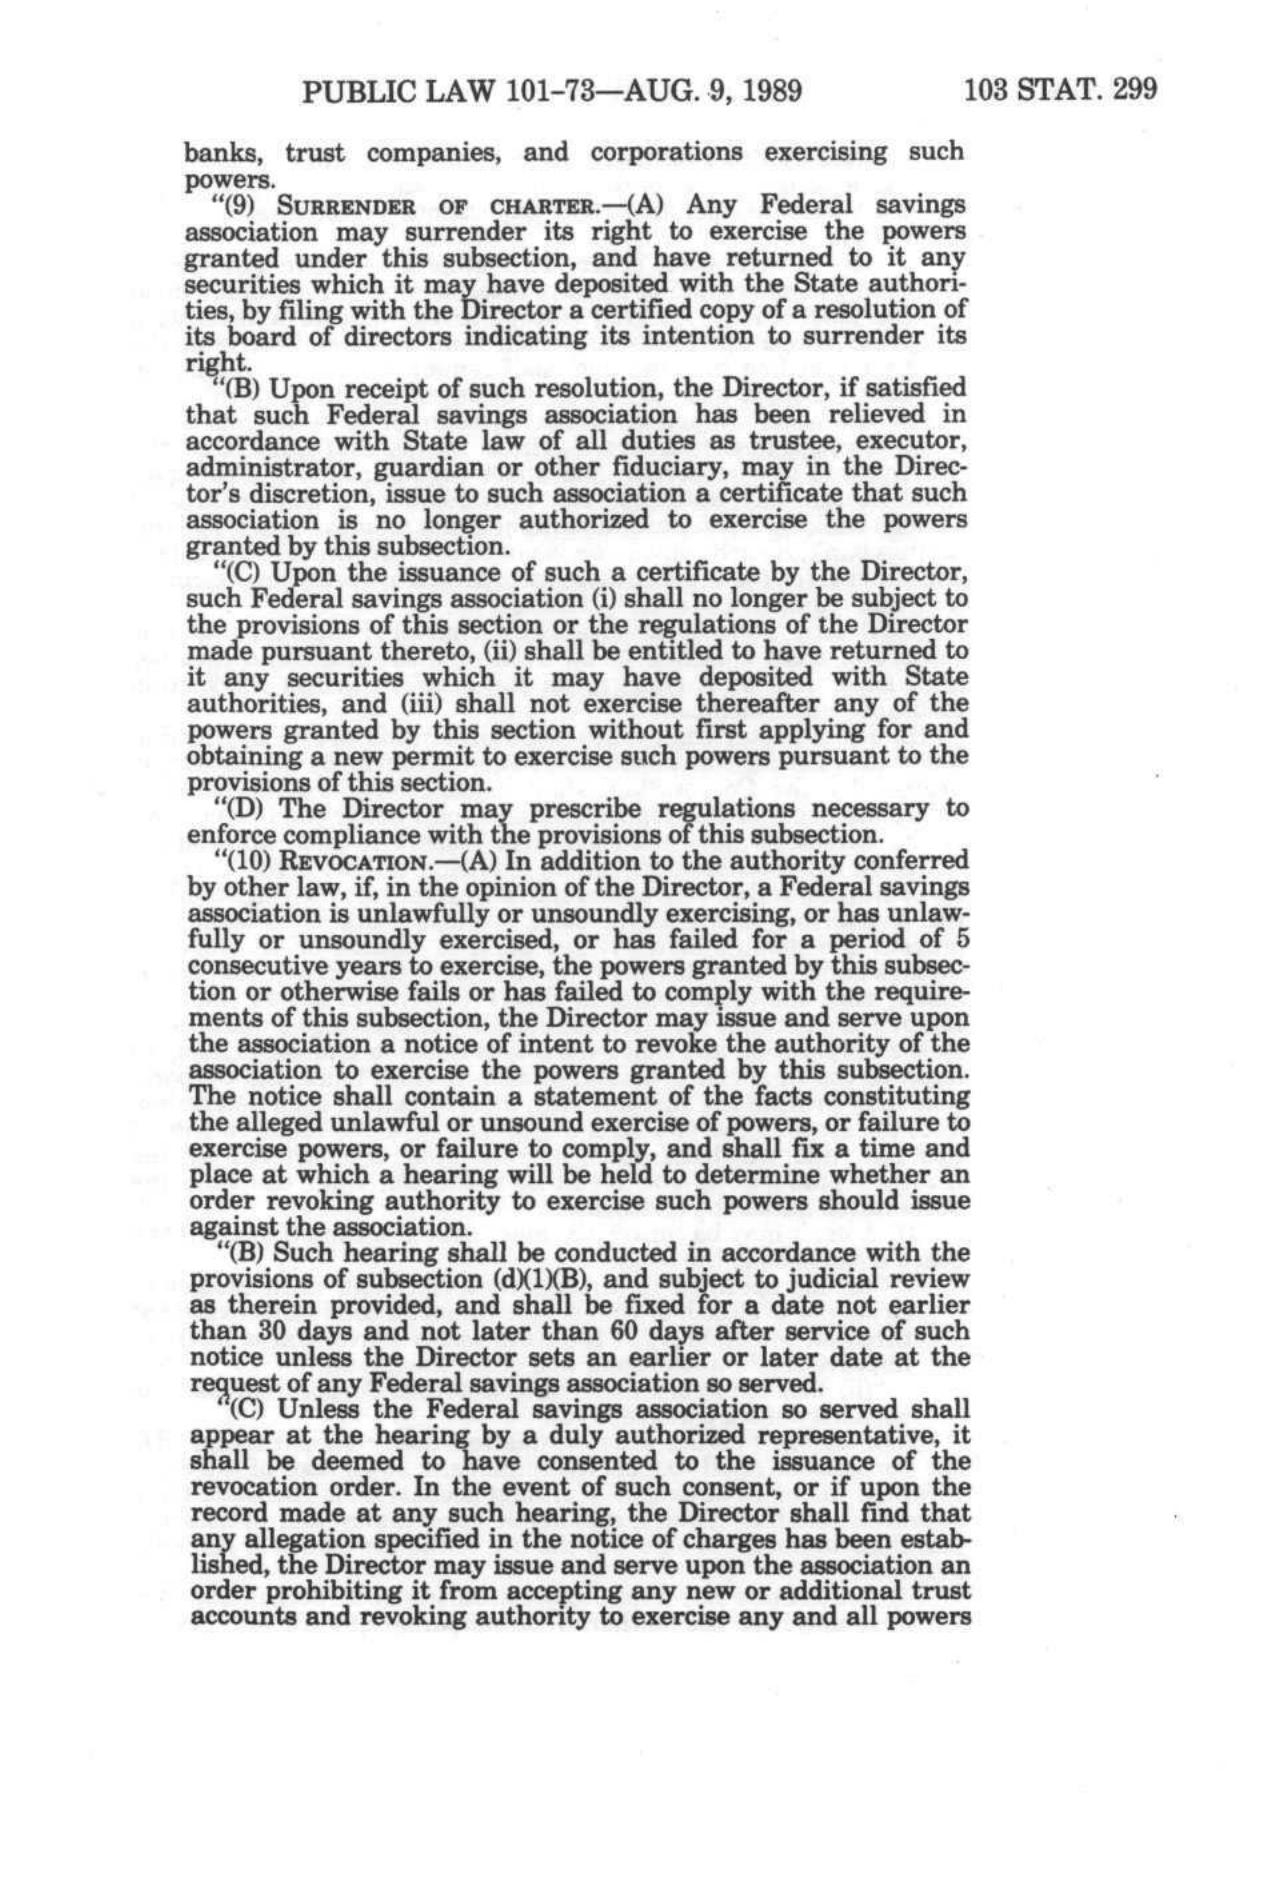 PUBLIC LAW 101–73—AUG. 9, 1989 103 STAT. 299
banks, trust companies, and corporations exercising such
powers.
“(9) SURRENDER OF CHARTER.—(A) Any Federal savings
association may surrender its right to exercise the powers
granted under this subsection, and have returned to it any
securities which it may have deposited with the State authori-
ties, by filing with the Director a certified copy of a resolution of
its board of directors indicating its intention to surrender its
right.
“(B) Upon receipt of such resolution, the Director, if satisfied
that such Federal savings association has been relieved in
accordance with State law of all duties as trustee, executor,
administrator, guardian or other fiduciary, may in the Direc-
tor's discretion, issue to such association a certificate that such
association is no longer authorized to exercise the powers
granted by this subsection.
“(C) Upon the issuance of such a certificate by the Director,
such Federal savings association (i) shall no longer be subject to
the provisions of this section or the regulations of the Director
made pursuant thereto, (ii) shall be entitled to have returned to
it any securities which it may have deposited with State
authorities, and (iii) shall not exercise thereafter any of the
powers granted by this section without first applying for and
obtaining a new permit to exercise such powers pursuant to the
provisions of this section.
“(D) The Director may prescribe regulations necessary to
enforce compliance with the provisions of this subsection.
“(10) REVOCATION.—(A) In addition to the authority conferred
by other law, if, in the opinion of the Director, a Federal savings
association is unlawfully or unsoundly exercising, or has unlaw-
fully or unsoundly exercised, or has failed for a period of 5
consecutive years to exercise, the powers granted by this subsec-
tion or otherwise fails or has failed to comply with the require-
ments of this subsection, the Director may issue and serve upon
the association a notice of intent to revoke the authority of the
association to exercise the powers granted by this subsection.
The notice shall contain a statement of the facts constituting
the alleged unlawful or unsound exercise of powers, or failure to
exercise powers, or failure to comply, and shall fix a time and
place at which a hearing will be held to determine whether an
order revoking authority to exercise such powers should issue
against the association.
“(B) Such hearing shall be conducted in accordance with the
provisions of subsection (d)(1)(B), and subject to judicial review
as therein provided, and shall be fixed for a date not earlier
than 30 days and not later than 60 days after service of such
notice unless the Director sets an earlier or later date at the
request of any Federal savings association so served.
“(C) Unless the Federal savings association so served shall
appear at the hearing by a duly authorized representative, it
shall be deemed to have consented to the issuance of the
revocation order. In the event of such consent, or if upon the
record made at any such hearing, the Director shall find that
any allegation specified in the notice of charges has been estab-
lished, the Director may issue and serve upon the association an
order prohibiting it from accepting any new or additional trust
accounts and revoking authority to exercise any and all powers